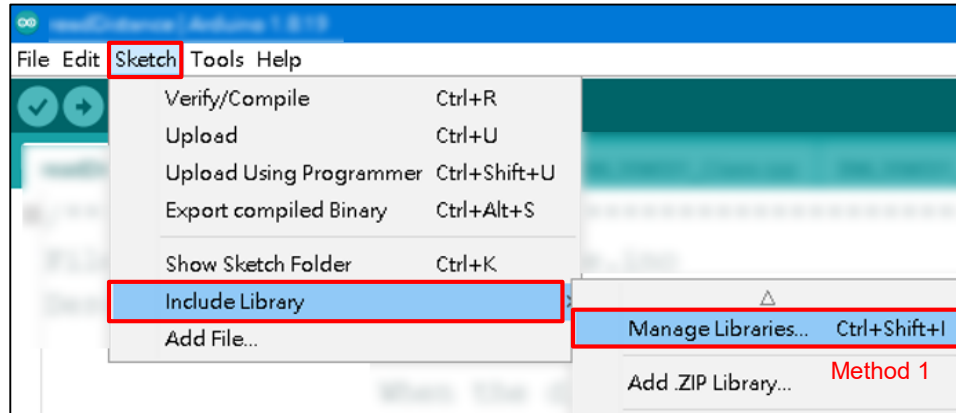 File Edit Sketch Tools Help
Verify/Compile Ctrl+R
Upload Ctrl+U
Upload Using Programmer Ctrl+Shift+U
Export compiled Binary Ctrl+Alt+S
Show Sketch Folder Ctrl+K
Include Library
Manage Libraries... Ctrl+Shift+I
Add File...
Method 1
Add .ZIP Library...